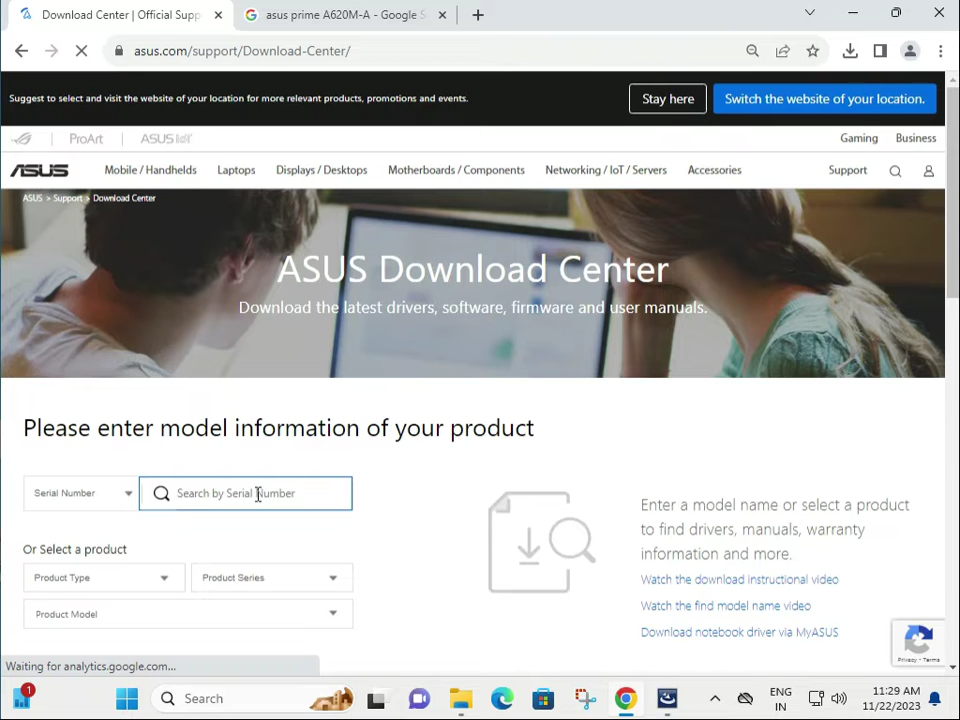 Download Center | Official Supp
asus prime A620M-A - Google S
asus.com/support/Download-Center/
Suggest to select and visit the website of your location for more relevant products, promotions and events.
Stay here
Switch the website of your location.
ProArt
Gaming
Business
ASUS
Mobile / Handhelds
Laptops
Displays / Desktops
Motherboards / Components
Networking / IoT / Servers
Accessories
Support
ASUS > Support > Download Center
ASUS Download Center
Download the latest drivers, software, firmware and user manuals.
Please enter model information of your product
Serial Number
Search by Serial Number
Enter a model name or select a product
to find drivers, manuals, warranty
information and more.
Or Select a product
Product Type
Product Series
Product Model
Watch the download instructional video
Watch the find model name video
Download notebook driver via MyASUS
Privacy - Terms
Waiting for analytics.google.com...
1
Search
ENG
IN
11:29 AM
11/22/2023